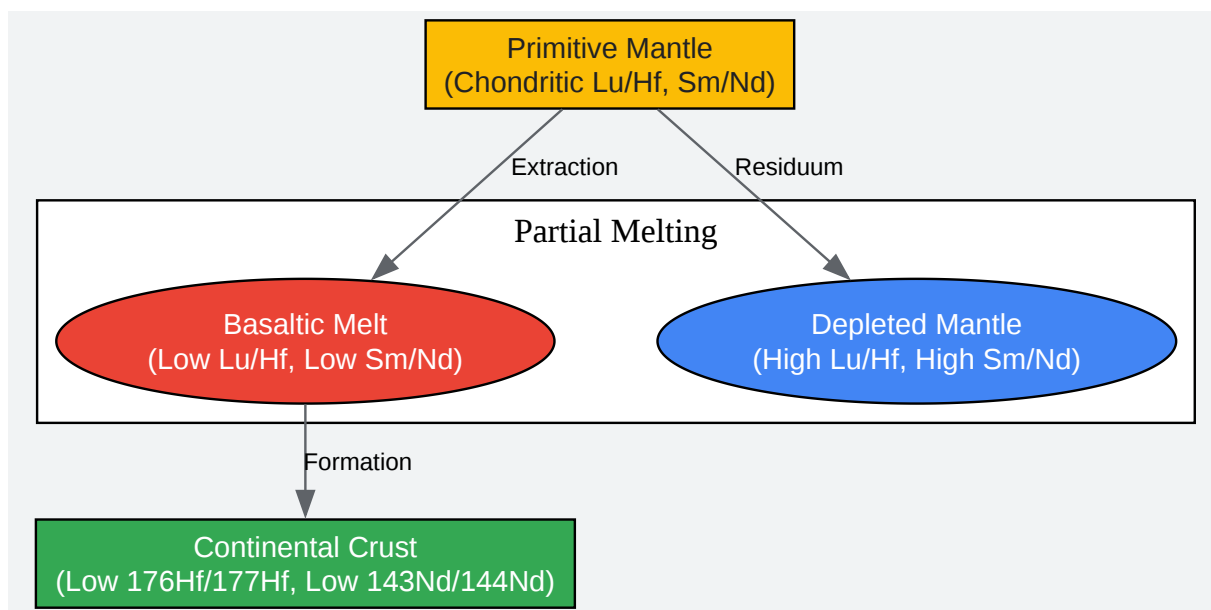 Primitive Mantle
(Chondritic Lu/Hf, Sm/Nd)
Extraction
Residuum
Partial Melting
Basaltic Melt
(Low Lu/Hf, Low Sm/Nd)
Depleted Mantle
(High Lu/Hf, High Sm/Nd)
Formation
Continental Crust
(Low 176Hf/177Hf, Low 143Nd/144Nd)